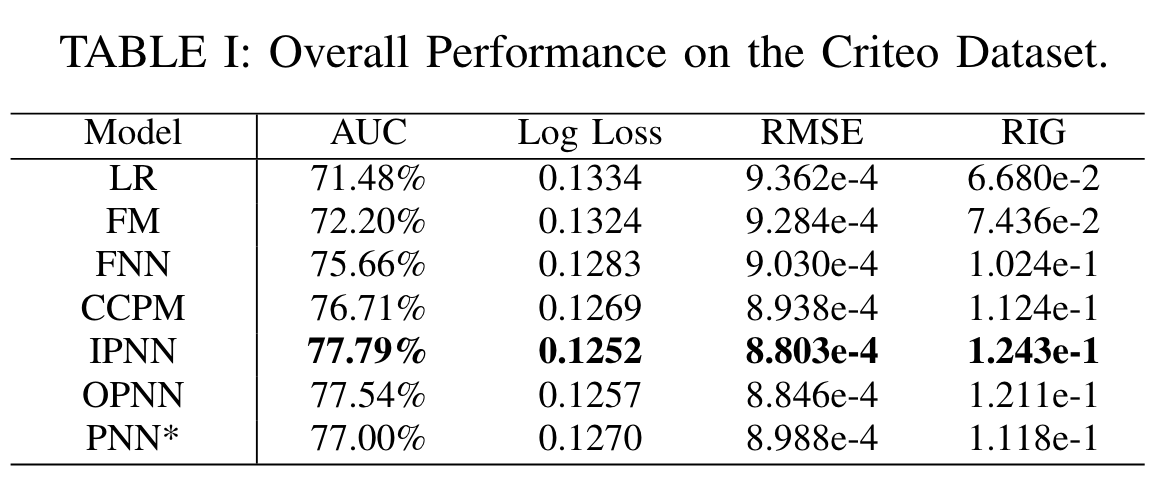 TABLE I: Overall Performance on the Criteo Dataset.
Model AUC Log Loss RMSE RIG
LR 71.48% 0.1334 9.362e-4 6.680e-2
FM 72.20% 0.1324 9.284e-4 7.436e-2
FNN 75.66% 0.1283 9.030e-4 1.024e-1
CCPM 76.71% 0.1269 8.938e-4 1.124e-1
IPNN 77.79% 0.1252 8.803e-4 1.243e-1
OPNN 77.54% 0.1257 8.846e-4 1.211e-1
PNN* 77.00% 0.1270 8.988e-4 1.118e-1